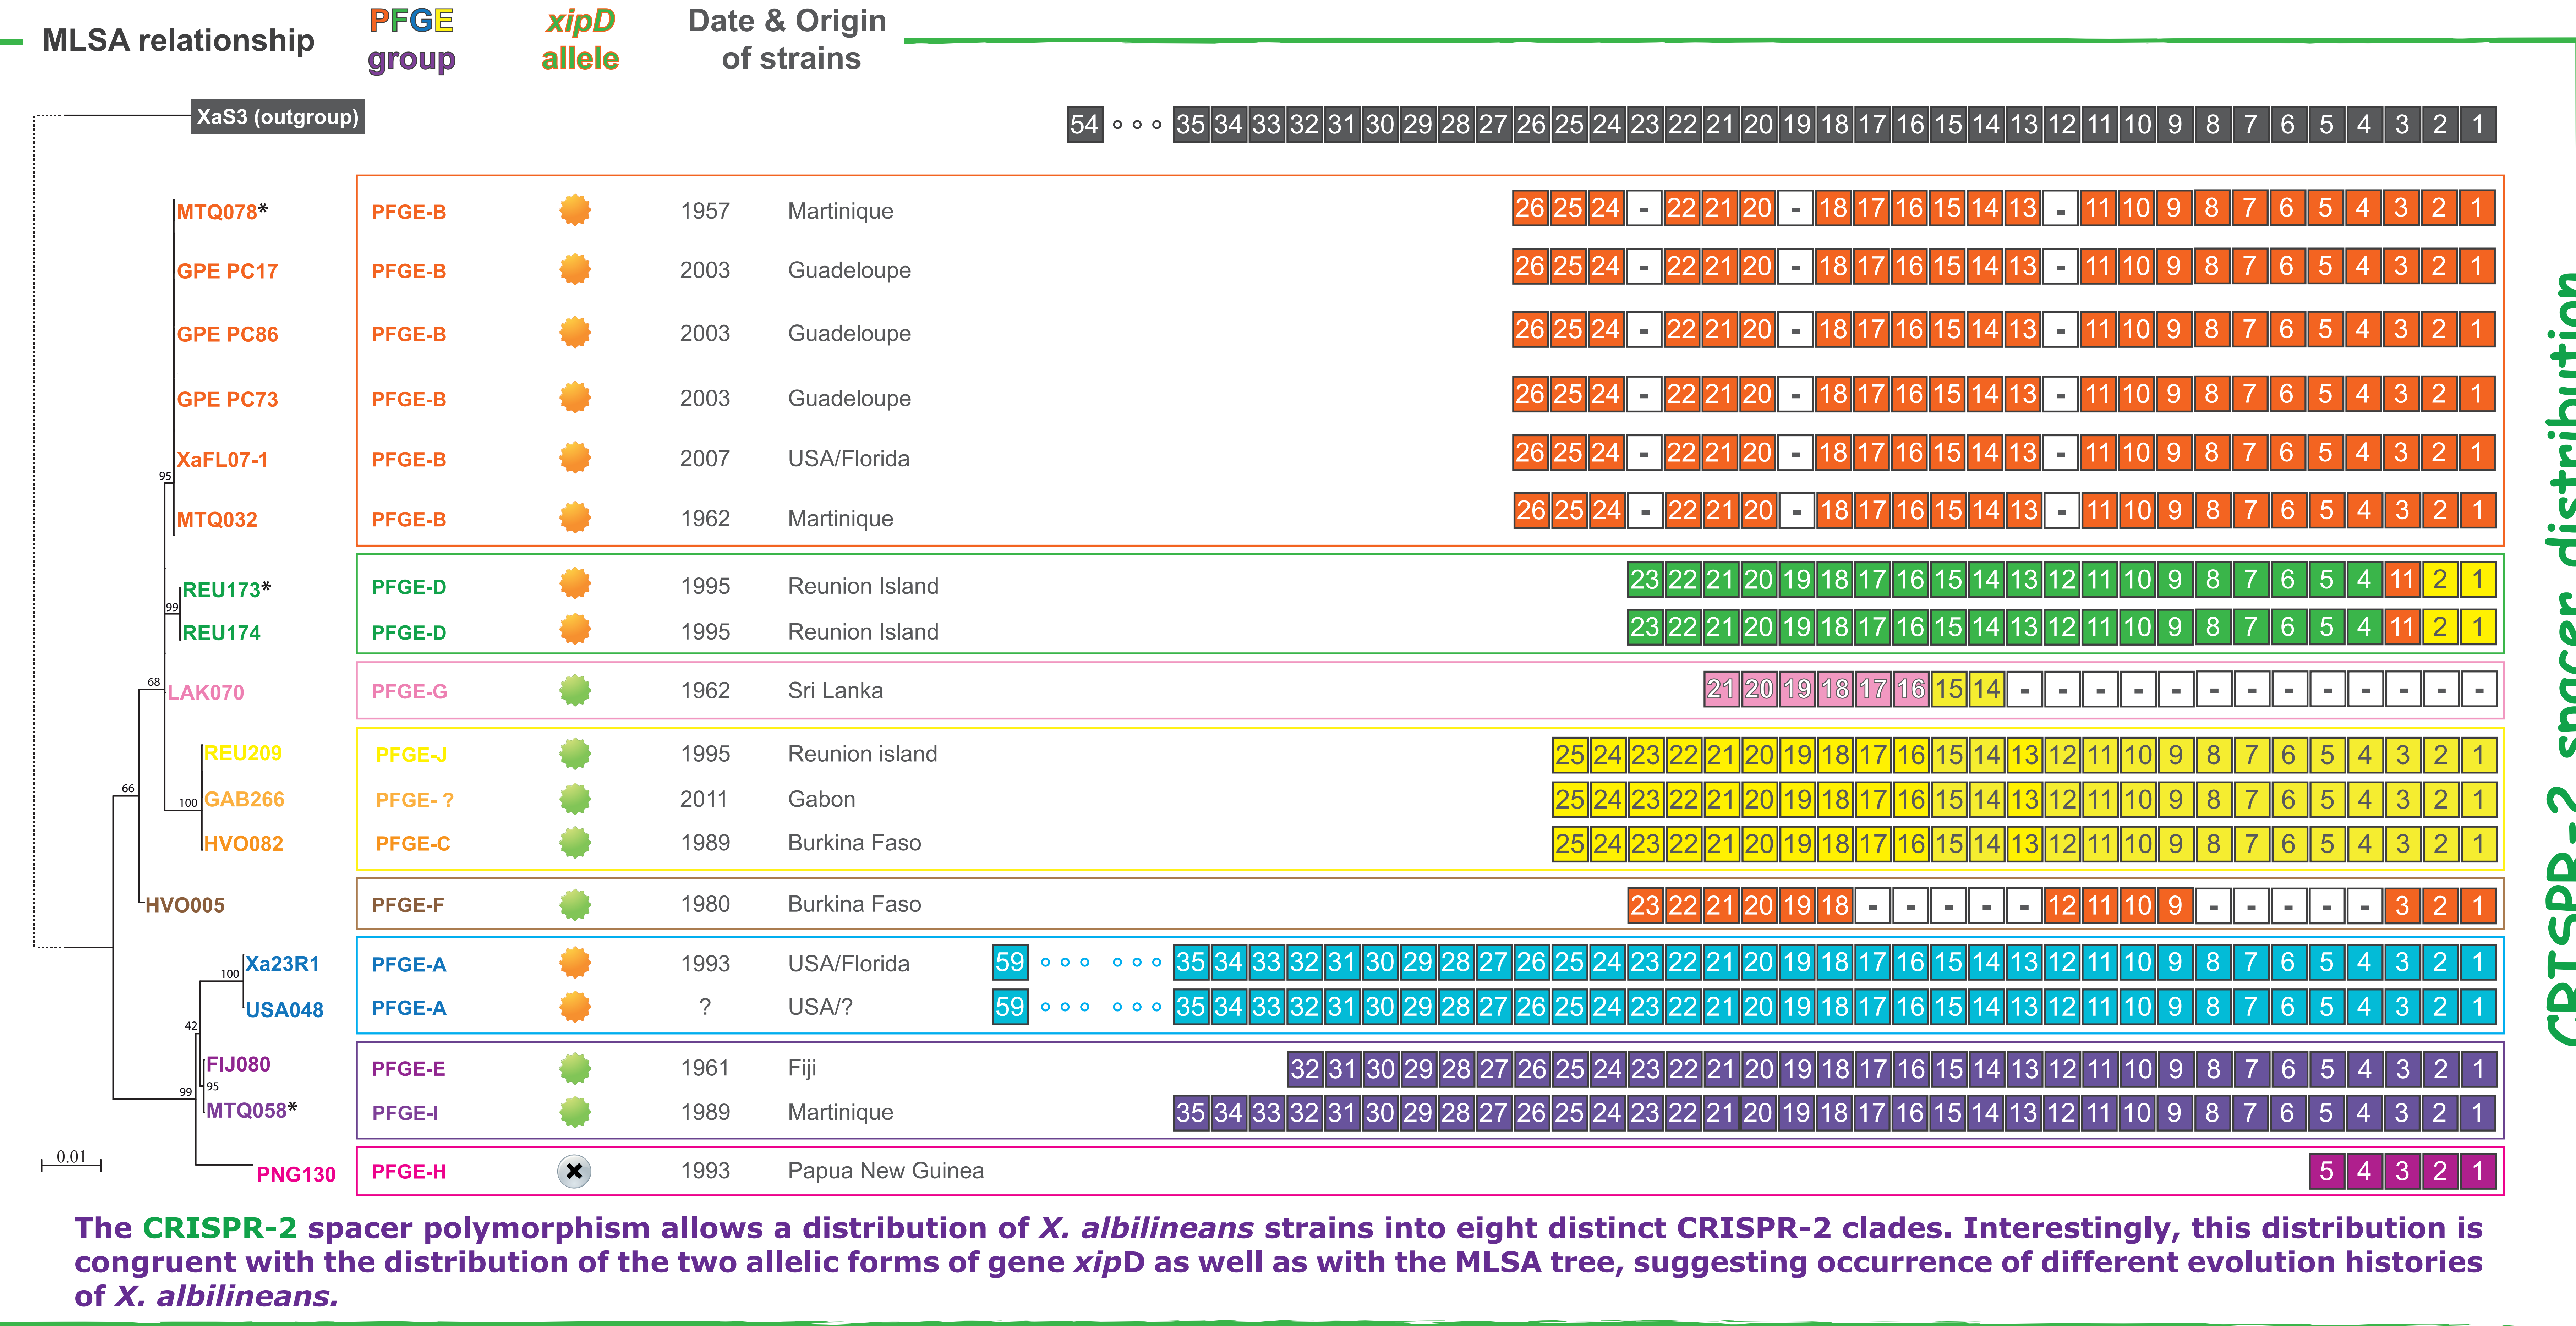 MLSA relationship
PFGE group
xipD allele
Date & Origin of strains
XaS3 (outgroup) 54 35 34 33 32 31 30 29 28 27 26 25 24 23 22 21 20 19 18 17 16 15 14 13 12 11 10 9 8 7 6 5 4 3 2 1
MTQ078* PFGE-B 1957 Martinique 26 25 24 - 22 21 20 - 18 17 16 15 14 13 - 11 10 9 8 7 6 5 4 3 2 1
GPE PC17 PFGE-B 2003 Guadeloupe 26 25 24 - 22 21 20 - 18 17 16 15 14 13 - 11 10 9 8 7 6 5 4 3 2 1
GPE PC86 PFGE-B 2003 Guadeloupe 26 25 24 - 22 21 20 - 18 17 16 15 14 13 - 11 10 9 8 7 6 5 4 3 2 1
GPE PC73 PFGE-B 2003 Guadeloupe 26 25 24 - 22 21 20 - 18 17 16 15 14 13 - 11 10 9 8 7 6 5 4 3 2 1
XaFL07-1 PFGE-B 2007 USA/Florida 26 25 24 - 22 21 20 - 18 17 16 15 14 13 - 11 10 9 8 7 6 5 4 3 2 1
95
MTQ032 PFGE-B 1962 Martinique 26 25 24 - 22 21 20 - 18 17 16 15 14 13 - 11 10 9 8 7 6 5 4 3 2 1
REU173* PFGE-D 1995 Reunion Island 23 22 21 20 19 18 17 16 15 14 13 12 11 10 9 8 7 6 5 4 11 2 1
99
REU174 PFGE-D 1995 Reunion Island 23 22 21 20 19 18 17 16 15 14 13 12 11 10 9 8 7 6 5 4 11 2 1
68
LAK070 PFGE-G 1962 Sri Lanka 21 20 19 18 17 16 15 14 - - - - - - - - - - - - -
REU209 PFGE-J 1995 Reunion island 25 24 23 22 21 20 19 18 17 16 15 14 13 12 11 10 9 8 7 6 5 4 3 2 1
66
100
GAB266 PFGE- ? 2011 Gabon 25 24 23 22 21 20 19 18 17 16 15 14 13 12 11 10 9 8 7 6 5 4 3 2 1
HVO082 PFGE-C 1989 Burkina Faso 25 24 23 22 21 20 19 18 17 16 15 14 13 12 11 10 9 8 7 6 5 4 3 2 1
HVO005 PFGE-F 1980 Burkina Faso 23 22 21 20 19 18 - - - - - 12 11 10 9 - - - - - 3 2 1
Xa23R1 PFGE-A 1993 USA/Florida 59 35 34 33 32 31 30 29 28 27 26 25 24 23 22 21 20 19 18 17 16 15 14 13 12 11 10 9 8 7 6 5 4 3 2 1
100
USA048 PFGE-A ? USA/? 59 35 34 33 32 31 30 29 28 27 26 25 24 23 22 21 20 19 18 17 16 15 14 13 12 11 10 9 8 7 6 5 4 3 2 1
42
FIJ080 PFGE-E 1961 Fiji 32 31 30 29 28 27 26 25 24 23 22 21 20 19 18 17 16 15 14 13 12 11 10 9 8 7 6 5 4 3 2 1
99
95
MTQ058* PFGE-I 1989 Martinique 35 34 33 32 31 30 29 28 27 26 25 24 23 22 21 20 19 18 17 16 15 14 13 12 11 10 9 8 7 6 5 4 3 2 1
0.01
PNG130 PFGE-H 1993 Papua New Guinea 5 4 3 2 1
CRISPR-2 spacer distribution
The CRISPR-2 spacer polymorphism allows a distribution of X. albilineans strains into eight distinct CRISPR-2 clades. Interestingly, this distribution is
congruent with the distribution of the two allelic forms of gene xipD as well as with the MLSA tree, suggesting occurrence of different evolution histories
of X. albilineans.